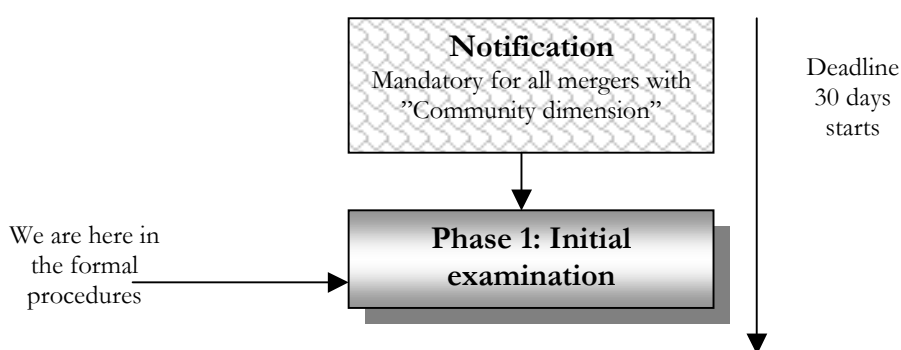 Notification
Mandatory for all mergers with
”Community dimension”
Deadline
30 days
starts
We are here in
the formal
procedures
Phase 1: Initial
examination